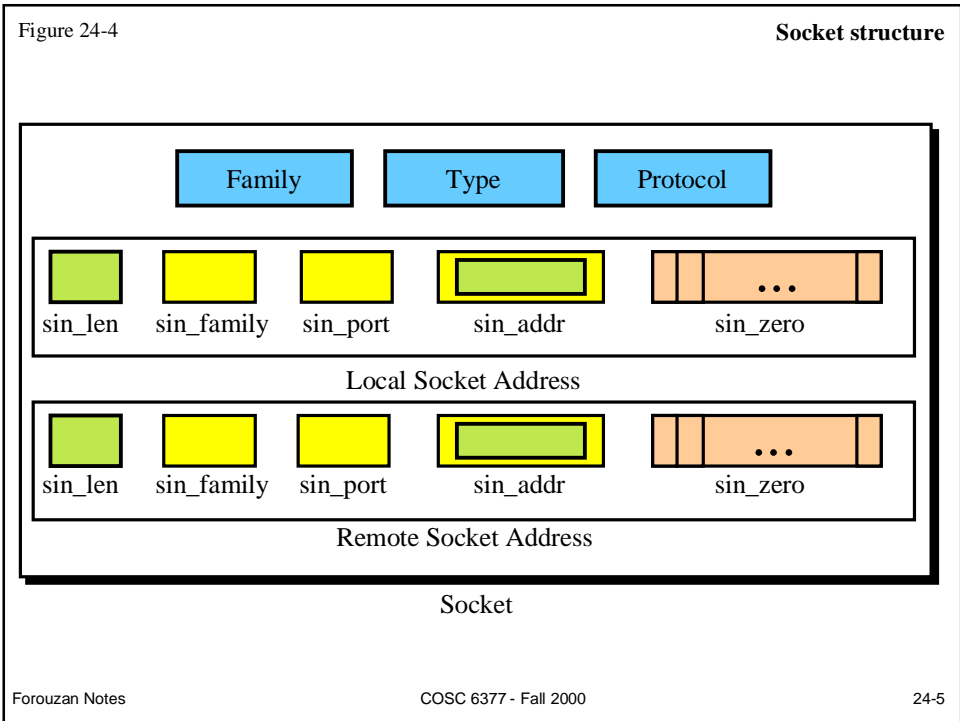 Figure 24-4 Socket structure
Family Type Protocol
...
sin_len sin_family sin_port sin_addr sin_zero
Local Socket Address
...
sin_len sin_family sin_port sin_addr sin_zero
Remote Socket Address
Socket
Forouzan Notes COSC 6377 - Fall 2000 24-5